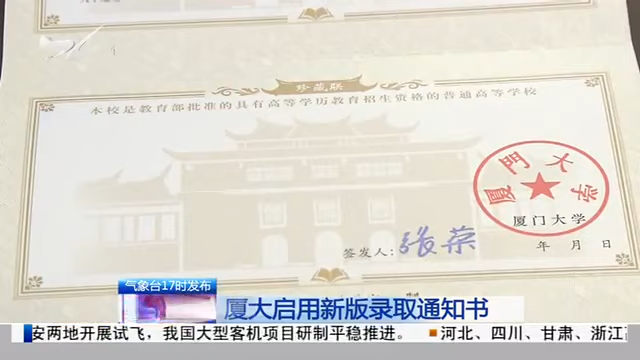 珍藏联
本校是教育部批准的具有高等学历教育招生资格的普通高等学校
厦門大学
厦门大学
签发人：张荣
年 月 日
气象台17时发布
厦大启用新版录取通知书
安两地开展试飞，我国大型客机项目研制平稳推进。 ■河北、四川、甘肃、浙江